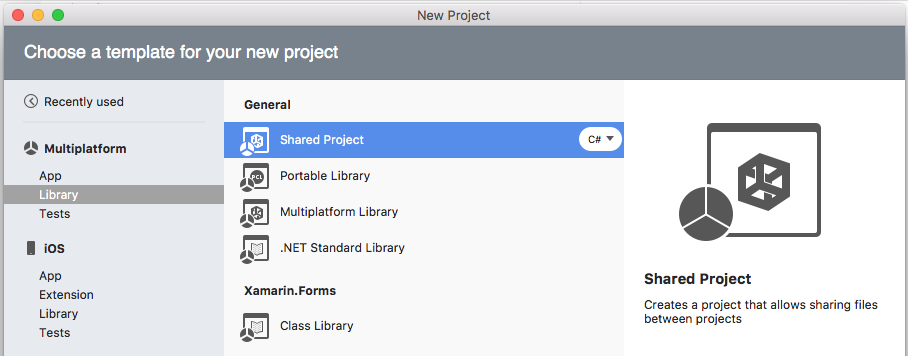 New Project
Choose a template for your new project
Recently used
Multiplatform
App
Library
Tests
iOS
App
Extension
Library
Tests
General
Shared Project
C#
PCL
Portable Library
Multiplatform Library
.NET Standard Library
Xamarin.Forms
Class Library
Shared Project
Creates a project that allows sharing files
between projects